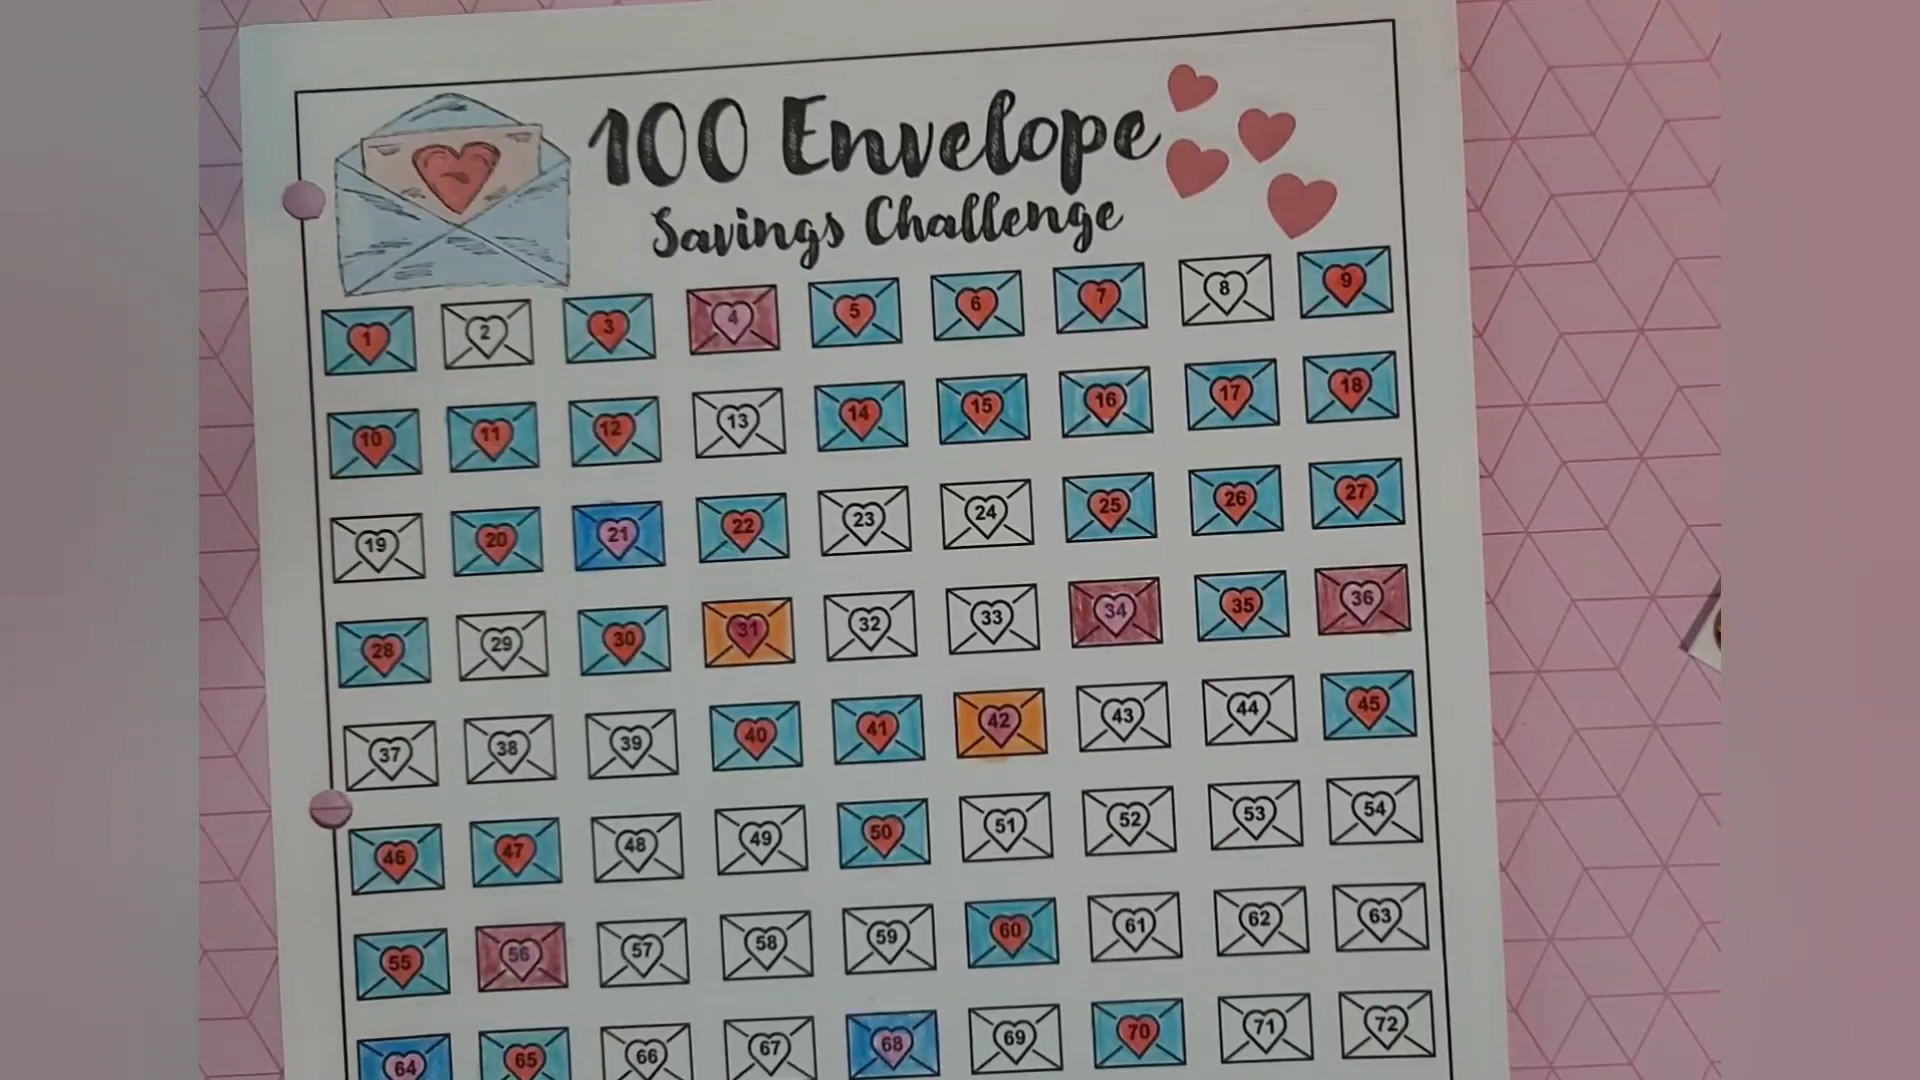 100 Envelope
Savings Challenge
1 2 3 4 5 6 7 8 9
10 11 12 13 14 15 16 17 18
19 20 21 22 23 24 25 26 27
28 29 30 31 32 33 34 35 36
37 38 39 40 41 42 43 44 45
46 47 48 49 50 51 52 53 54
55 56 57 58 59 60 61 62 63
64 65 66 67 68 69 70 71 72